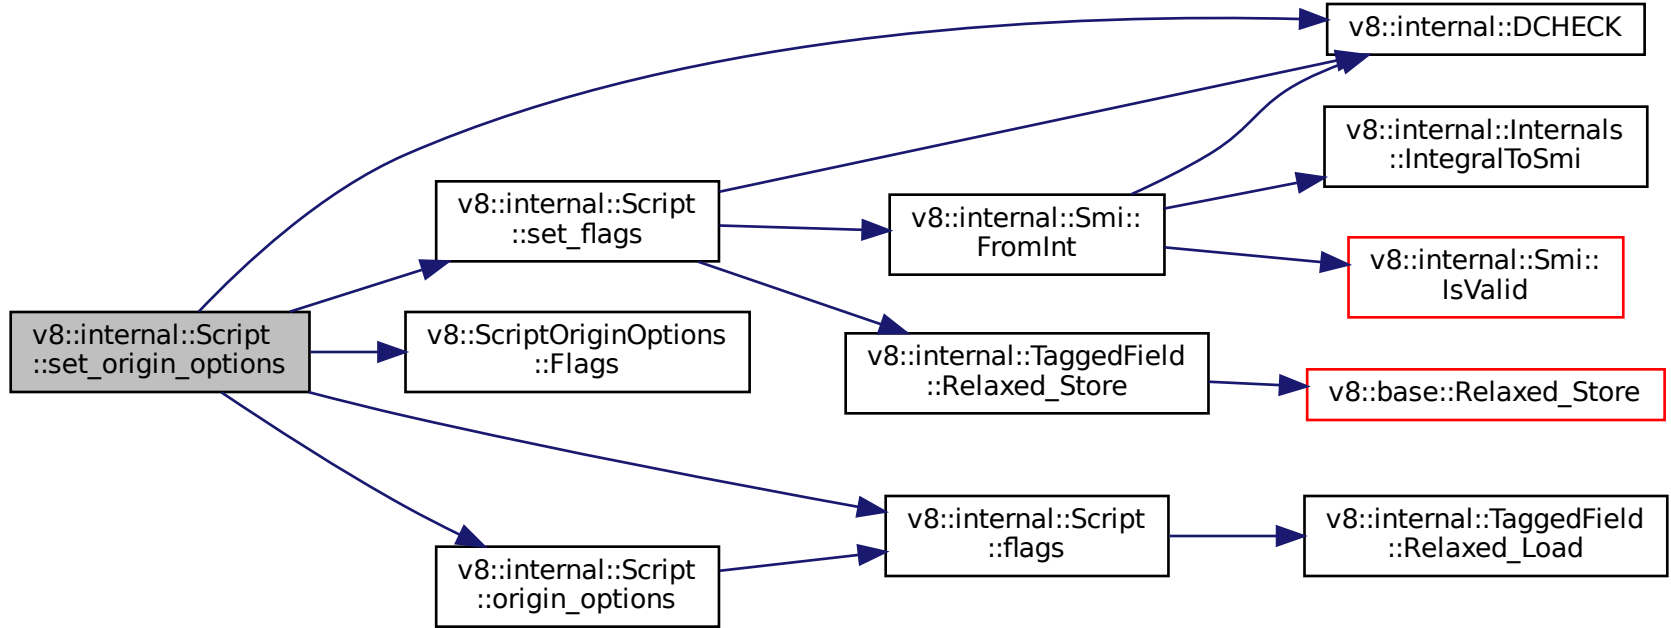 v8::internal::Script
::set_origin_options
v8::internal::DCHECK
v8::internal::Script
::set_flags
v8::internal::Smi::
FromInt
v8::internal::Internals
::IntegralToSmi
v8::internal::Smi::
IsValid
v8::internal::TaggedField
::Relaxed_Store
v8::base::Relaxed_Store
v8::ScriptOriginOptions
::Flags
v8::internal::Script
::flags
v8::internal::TaggedField
::Relaxed_Load
v8::internal::Script
::origin_options